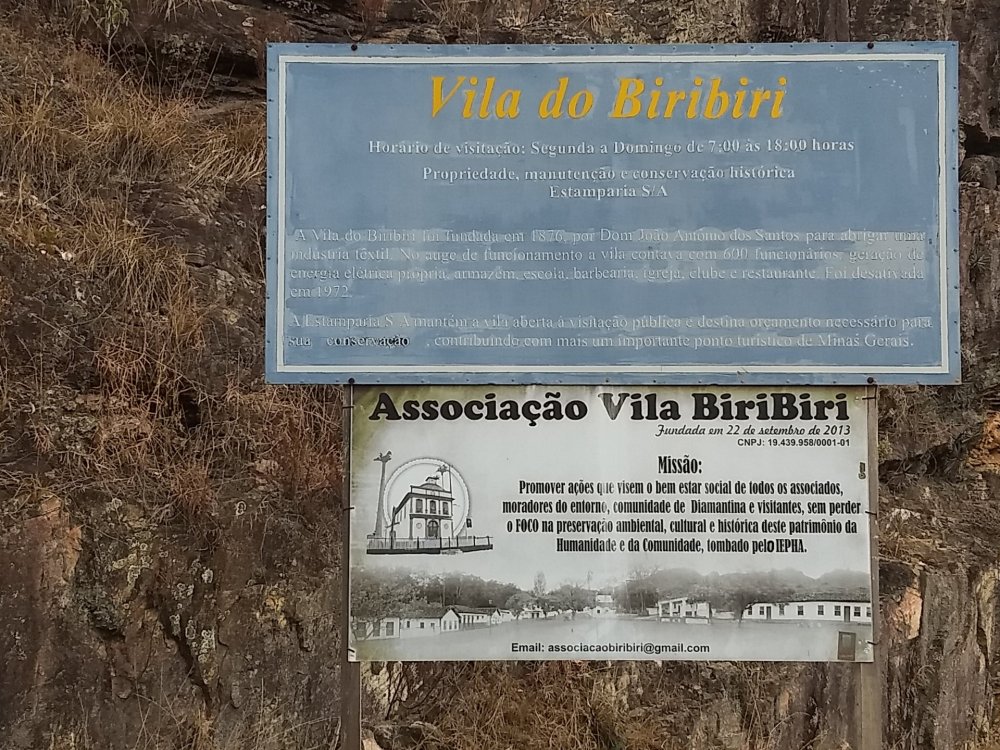 Vila do Biribiri
Horário de visitação: Segunda a Domingo de 7:00 às 18:00 horas
Propriedade, manutenção e conservação histórica
Estamparia S/A
A Vila do Biribiri foi fundada em 1876, por Dom João Antonio dos Santos para abrigar uma
indústria têxtil. No auge de funcionamento a vila contava com 600 funcionários, geração de
energia elétrica própria, armazém, escola, barbearia, igreja, clube e restaurante. Foi desativada
em 1972.
A Estamparia S/A mantém a vila aberta à visitação pública e destina orçamento necessário para
sua conservação , contribuindo com mais um importante ponto turístico de Minas Gerais.
Associação Vila BiriBiri
Fundada em 22 de setembro de 2013
CNPJ: 19.439.958/0001-01
Missão:
Promover ações que visem o bem estar social de todos os associados,
moradores do entorno, comunidade de Diamantina e visitantes, sem perder
o FOCO na preservação ambiental, cultural e histórica deste patrimônio da
Humanidade e da Comunidade, tombado pelo IEPHA.
Email: associacaobiribiri@gmail.com